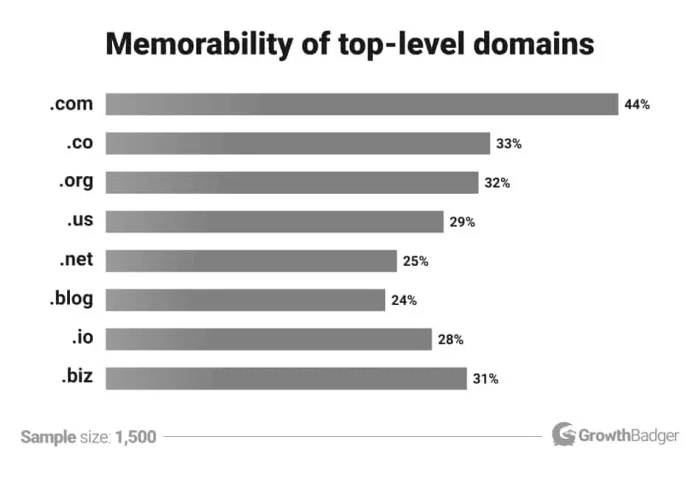 Memorability of top-level domains
.com 44%
.co 33%
.org 32%
.us 29%
.net 25%
.blog 24%
.io 28%
.biz 31%
Sample size: 1,500 GrowthBadger